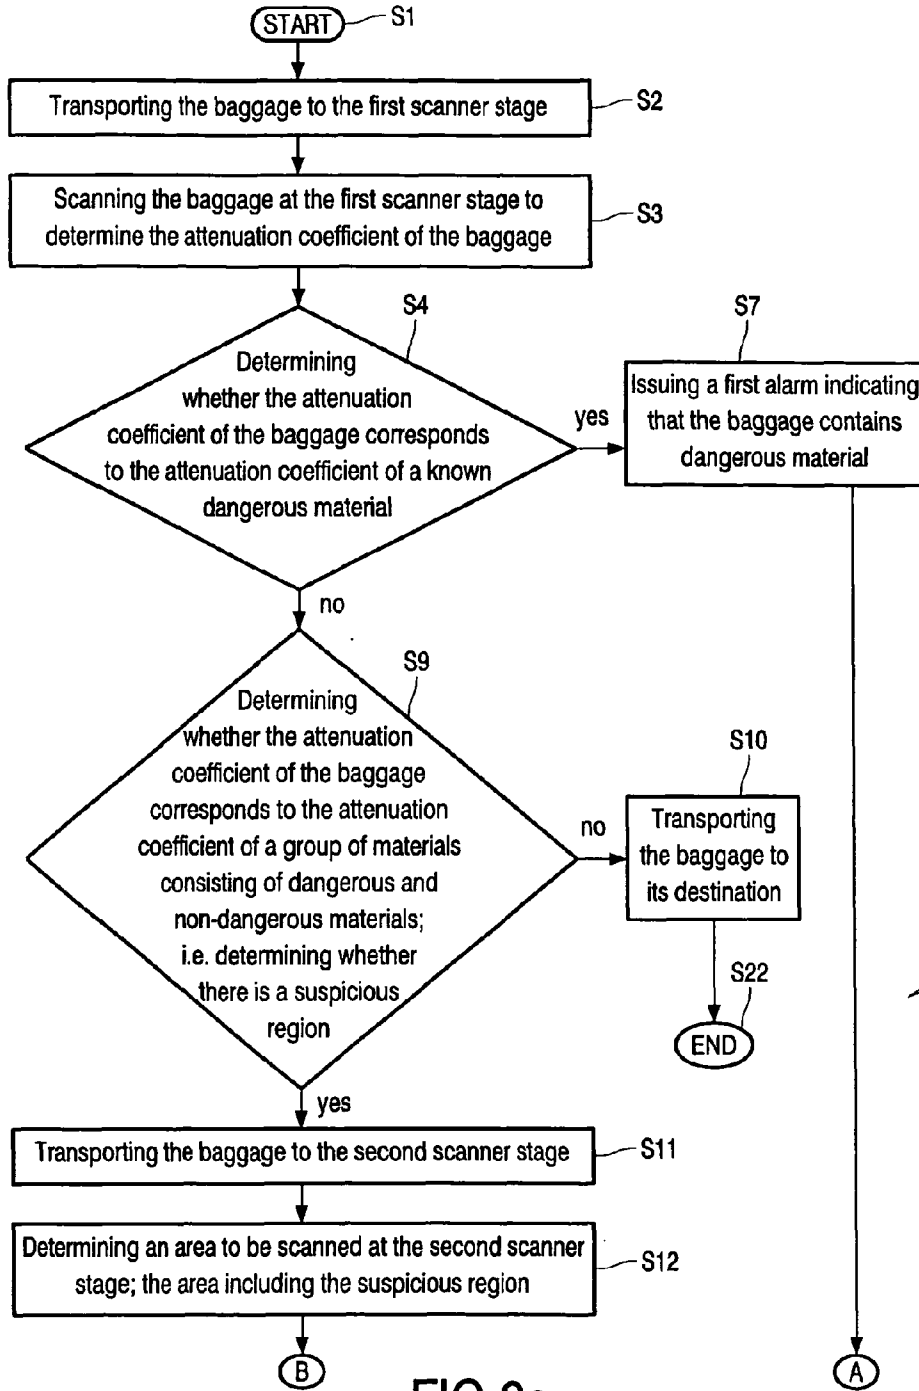 START
S1
Transporting the baggage to the first scanner stage
S2
Scanning the baggage at the first scanner stage to
determine the attenuation coefficient of the baggage
S3
S4
Determining
whether the attenuation
coefficient of the baggage corresponds
to the attenuation coefficient of a known
dangerous material
yes
S7
Issuing a first alarm indicating
that the baggage contains
dangerous material
no
S9
Determining
whether the attenuation
coefficient of the baggage
corresponds to the attenuation
coefficient of a group of materials
consisting of dangerous and
non-dangerous materials;
i.e. determining whether
there is a suspicious
region
no
S10
Transporting
the baggage to
its destination
S22
END
yes
Transporting the baggage to the second scanner stage
S11
Determining an area to be scanned at the second scanner
stage; the area including the suspicious region
S12
B
A